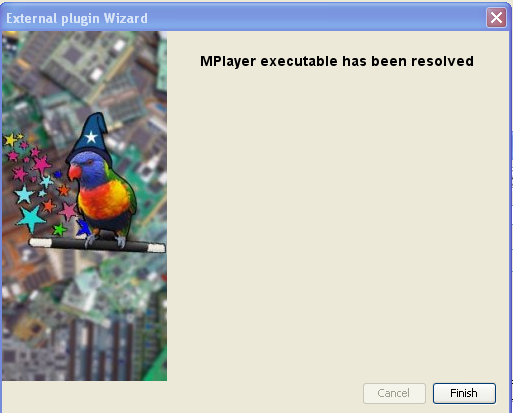 External plugin Wizard
MPlayer executable has been resolved
Cancel
Finish